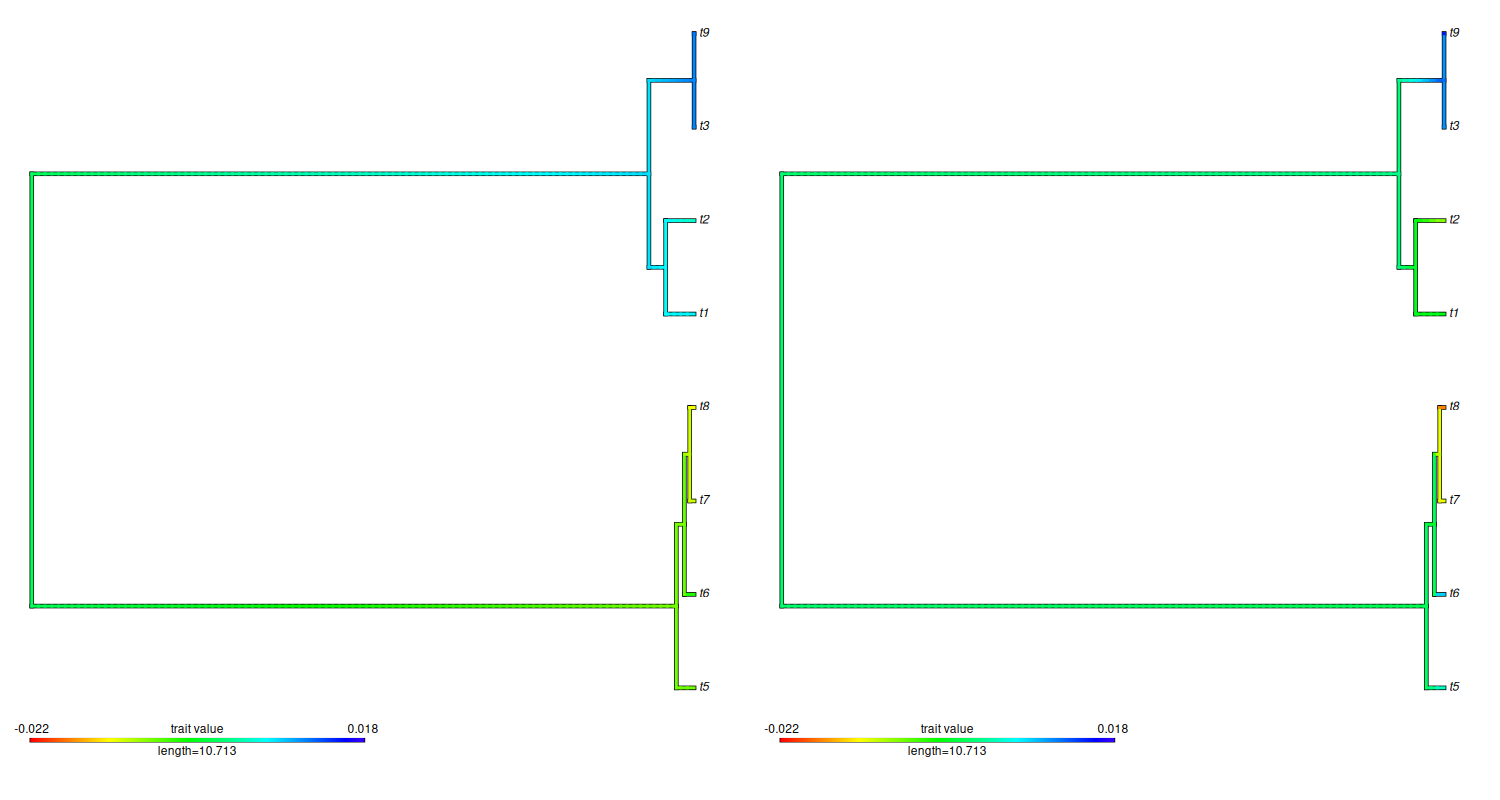 t9
t3
t2
t1
t8
t7
t6
t5
-0.022 trait value 0.018
length=10.713
t9
t3
t2
t1
t8
t7
t6
t5
-0.022 trait value 0.018
length=10.713